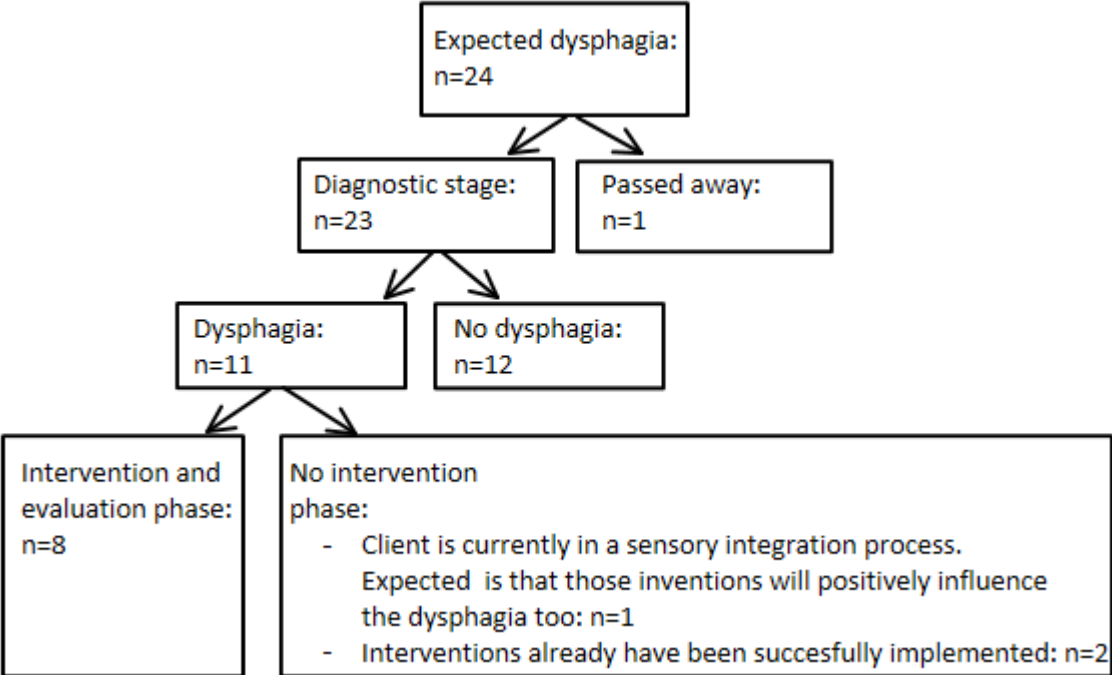 Expected dysphagia:
n=24
Diagnostic stage:
n=23
Passed away:
n=1
Dysphagia:
n=11
No dysphagia:
n=12
Intervention and
evaluation phase:
n=8
No intervention
phase:
- Client is currently in a sensory integration process.
Expected  is that those inventions will positively influence
the dysphagia too: n=1
- Interventions already have been succesfully implemented: n=2